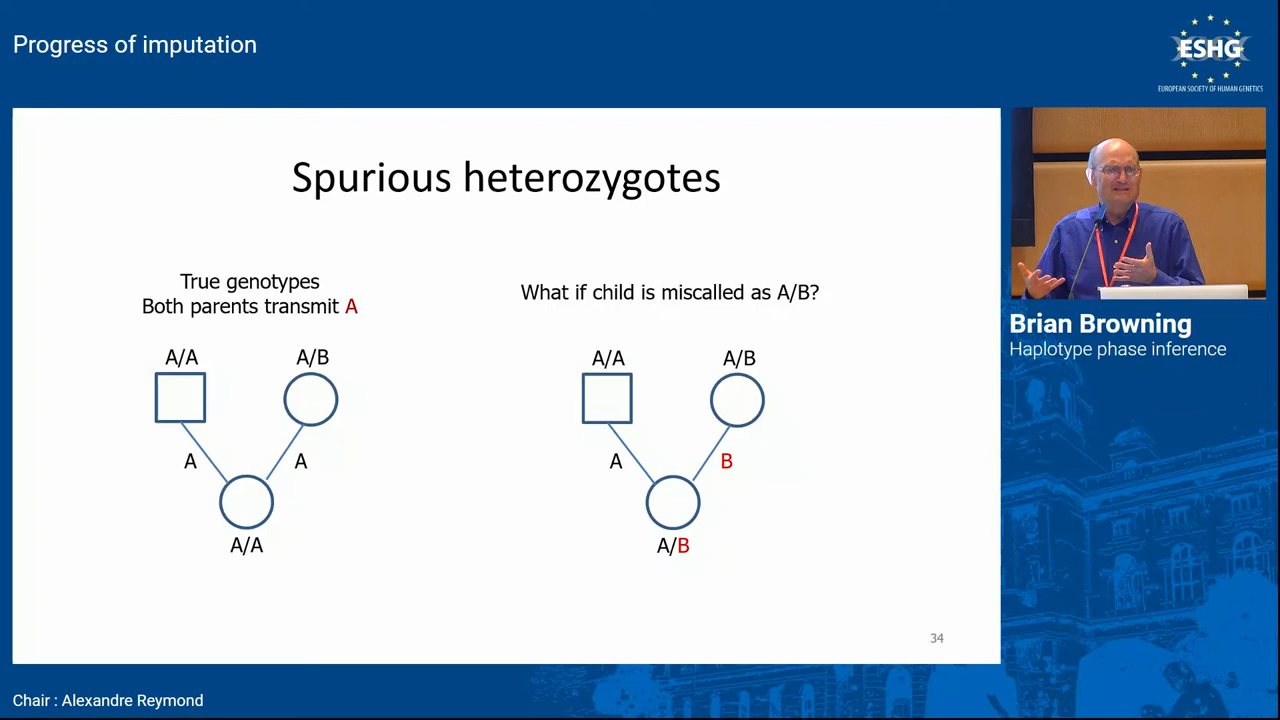 Progress of imputation
ESHG
EUROPEAN SOCIETY OF HUMAN GENETICS
Spurious heterozygotes
True genotypes
Both parents transmit A
A/A
A/B
A
A
A/A
What if child is miscalled as A/B?
A/A
A/B
A
B
A/B
34
Brian Browning
Haplotype phase inference
Chair : Alexandre Reymond